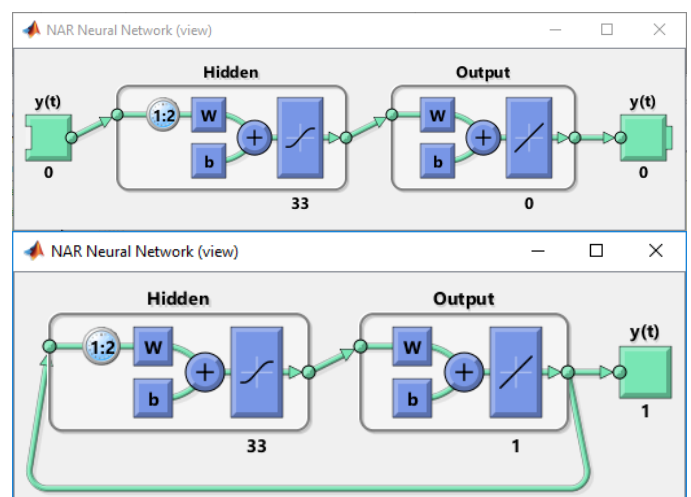 NAR Neural Network (view)
Hidden
Output
y(t)
1:2
W
b
+
W
b
+
y(t)
0
33
0
0
NAR Neural Network (view)
Hidden
Output
1:2
W
b
+
W
b
+
y(t)
33
1
1